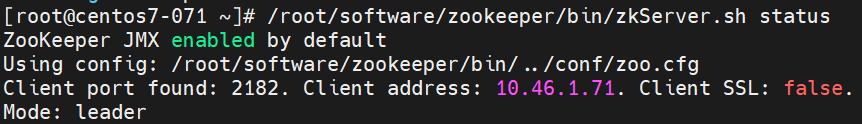 [root@centos7-071 ~]# /root/software/zookeeper/bin/zkServer.sh status
ZooKeeper JMX enabled by default
Using config: /root/software/zookeeper/bin/../conf/zoo.cfg
Client port found: 2182. Client address: 10.46.1.71. Client SSL: false.
Mode: leader